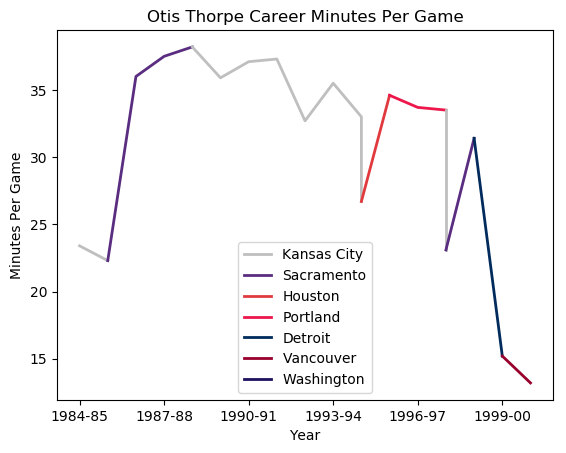 Otis Thorpe Career Minutes Per Game
Minutes Per Game
35
30
25
20
15
Kansas City
Sacramento
Houston
Portland
Detroit
Vancouver
Washington
1984-85 1987-88 1990-91 1993-94 1996-97 1999-00
Year